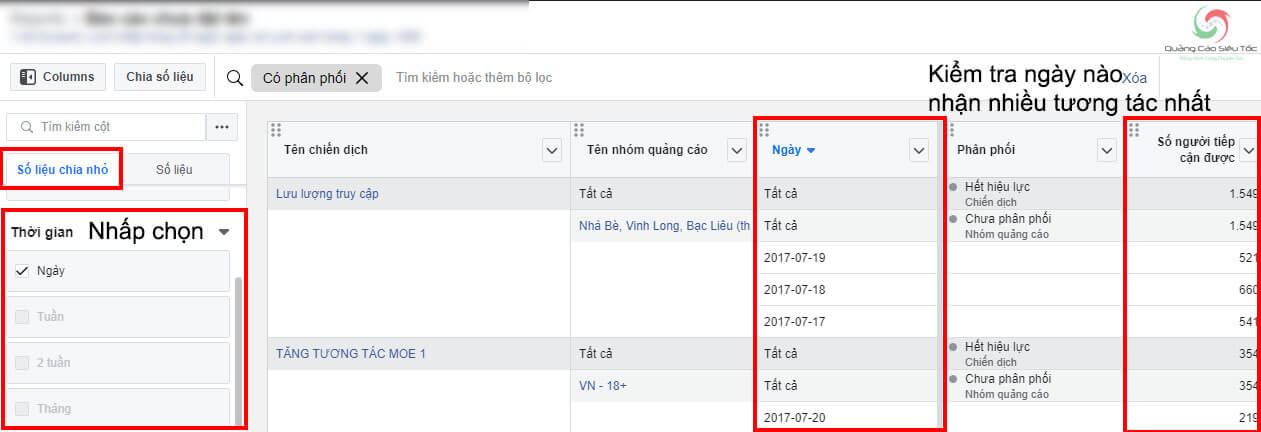 Quảng Cáo Siêu Tốc
Columns
Chia số liệu
Có phân phối
Tìm kiếm hoặc thêm bộ lọc
Xóa
Kiểm tra ngày nào
nhận nhiều tương tác nhất
Tìm kiếm cột
Số liệu chia nhỏ
Số liệu
Thời gian
Nhấp chọn
Ngày
Tuần
2 tuần
Tháng
Tên chiến dịch
Tên nhóm quảng cáo
Ngày
Phân phối
Số người tiếp
cận được
Lưu lượng truy cập
Tất cả
Tất cả
Hết hiệu lực
Chiến dịch
1.549
Nhà Bè, Vinh Long, Bạc Liêu (th
Tất cả
Chưa phân phối
Nhóm quảng cáo
1.549
2017-07-19
521
2017-07-18
660
2017-07-17
541
TĂNG TƯƠNG TÁC MOE 1
Tất cả
Tất cả
Hết hiệu lực
Chiến dịch
354
VN - 18+
Tất cả
Chưa phân phối
Nhóm quảng cáo
354
2017-07-20
219